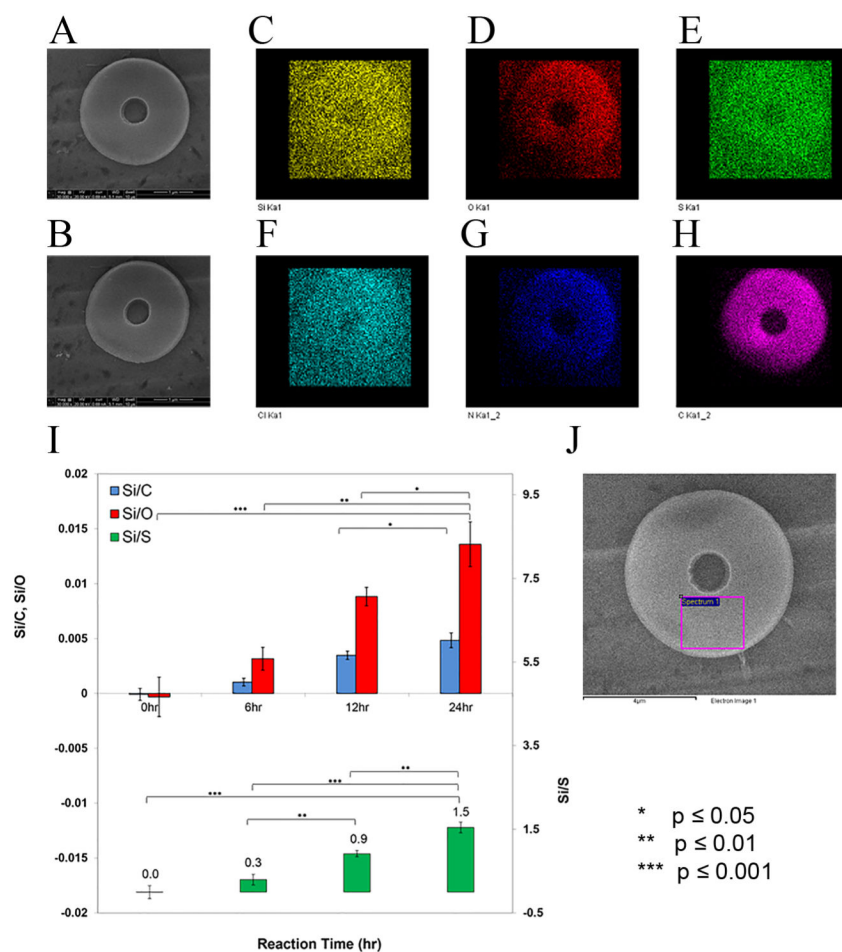 A
B
C
D
E
Si Ka1
O Ka1
S Ka1
F
G
H
Cl Ka1
N Ka1_2
C Ka1_2
I
Si/C
Si/O
Si/S
0.02
0.015
0.01
0.005
0
-0.005
-0.01
-0.015
-0.02
Si/C, Si/O
9.5
7.5
5.5
3.5
1.5
-0.5
Si/S
***
**
*
*
0hr
6hr
12hr
24hr
**
***
***
**
0.0
0.3
0.9
1.5
Reaction Time (hr)
J
Spectrum 1
4µm
Electron Image 1
* p ≤ 0.05
** p ≤ 0.01
*** p ≤ 0.001